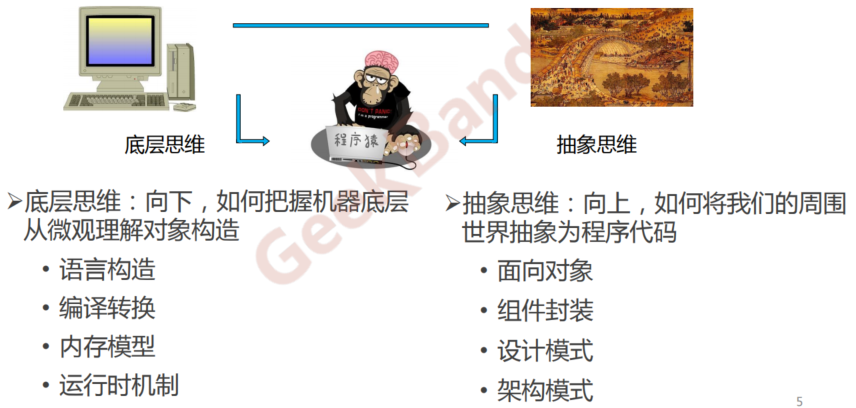 底层思维
抽象思维
DON'T PANIC
I'm a programmer
程序猿
GeekBand
➢底层思维：向下，如何把握机器底层
从微观理解对象构造
• 语言构造
• 编译转换
• 内存模型
• 运行时机制
➢抽象思维：向上，如何将我们的周围
世界抽象为程序代码
• 面向对象
• 组件封装
• 设计模式
• 架构模式
5